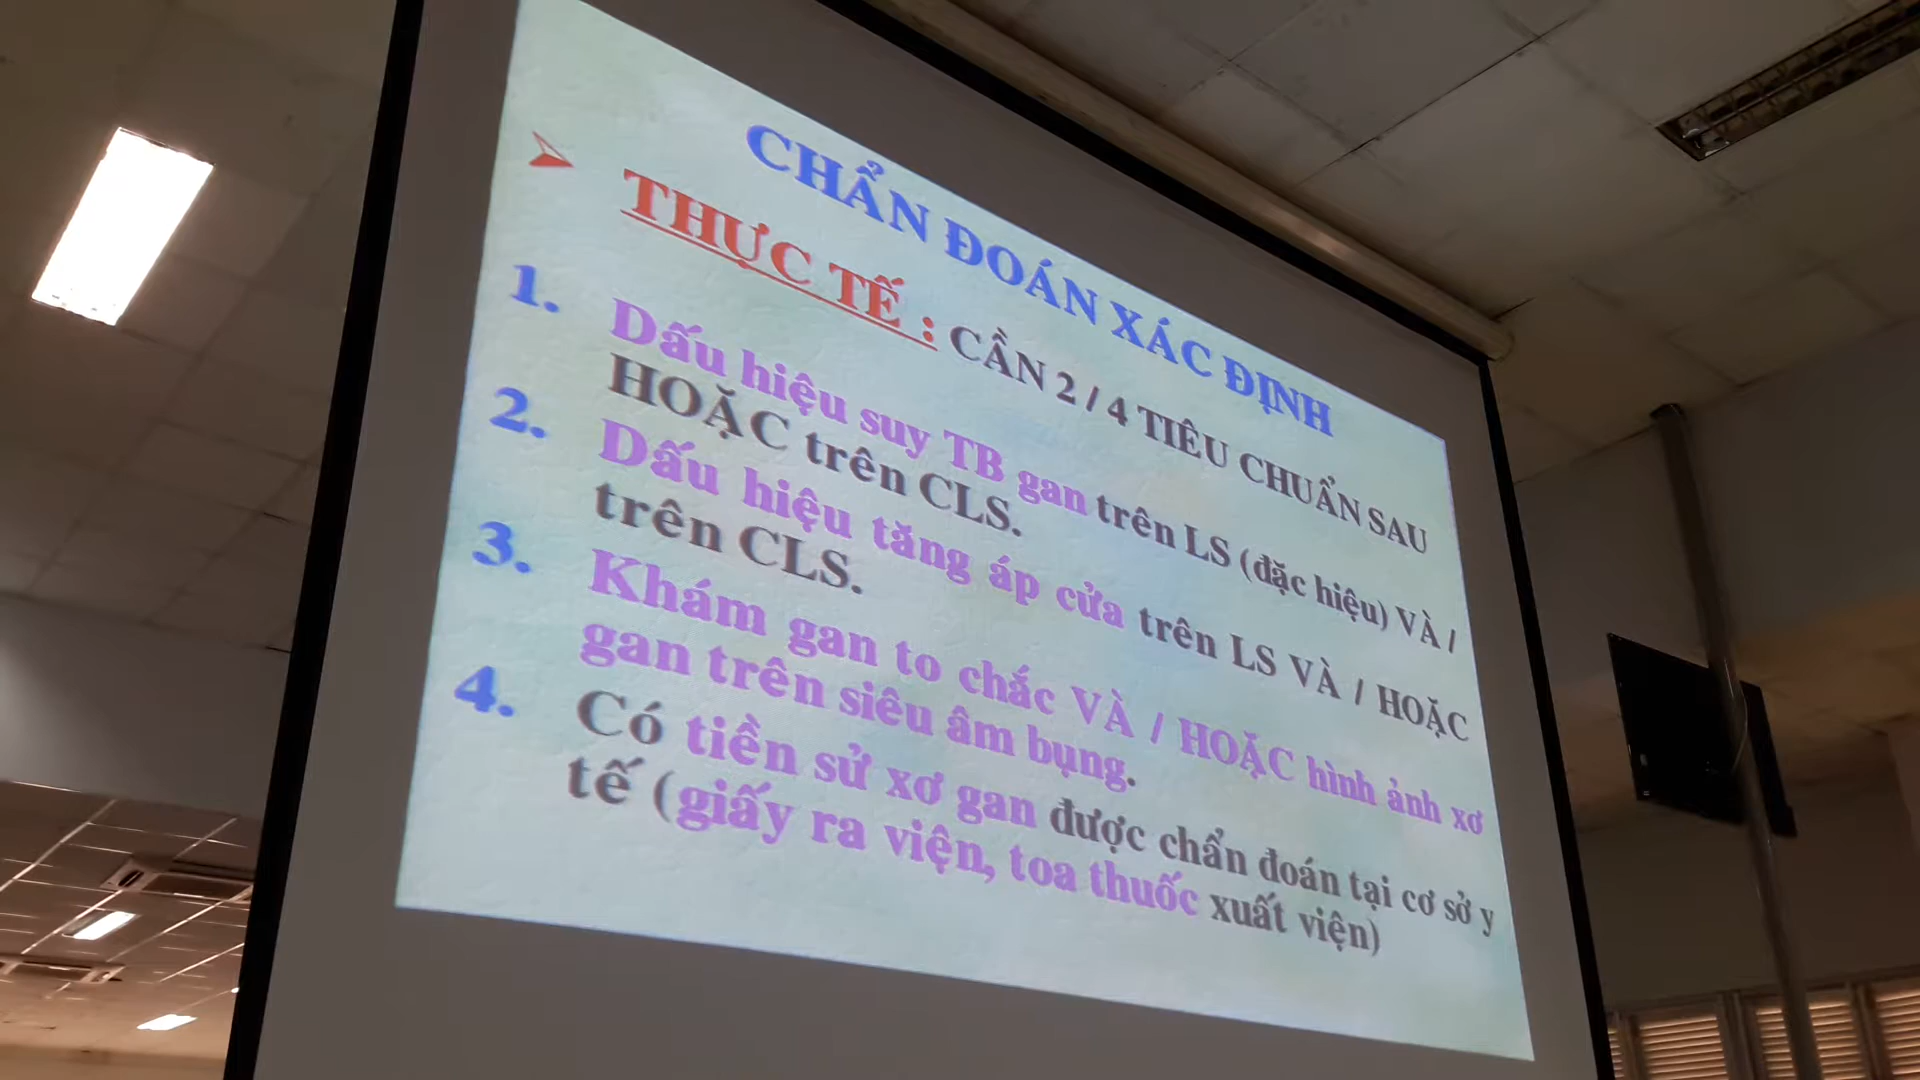 CHẨN ĐOÁN XÁC ĐỊNH
THỰC TẾ : CẦN 2 / 4 TIÊU CHUẨN SAU
1. Dấu hiệu suy TB gan trên LS (đặc hiệu) VÀ /
HOẶC trên CLS.
2. Dấu hiệu tăng áp cửa trên LS VÀ / HOẶC
trên CLS.
3. Khám gan to chắc VÀ / HOẶC hình ảnh xơ
gan trên siêu âm bụng.
4. Có tiền sử xơ gan được chẩn đoán tại cơ sở y
tế (giấy ra viện, toa thuốc xuất viện)